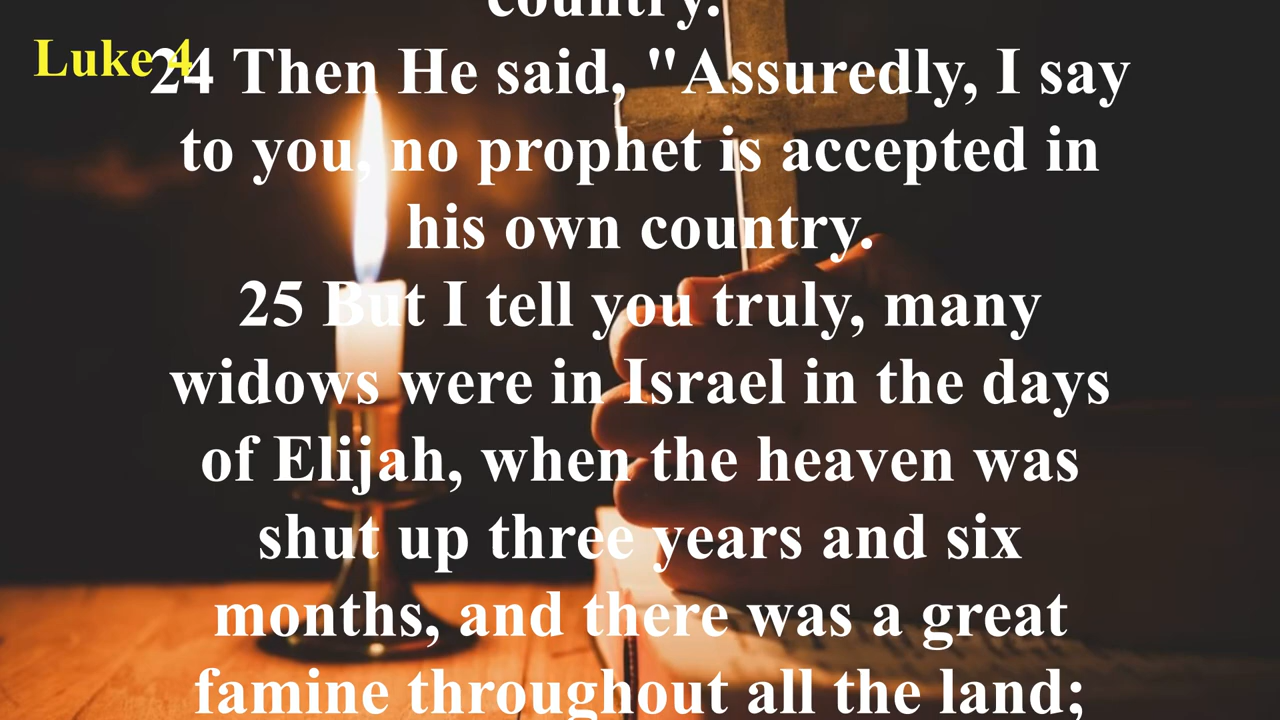 country.
Luke 4
24 Then He said, "Assuredly, I say
to you, no prophet is accepted in
his own country.
25 But I tell you truly, many
widows were in Israel in the days
of Elijah, when the heaven was
shut up three years and six
months, and there was a great
famine throughout all the land;